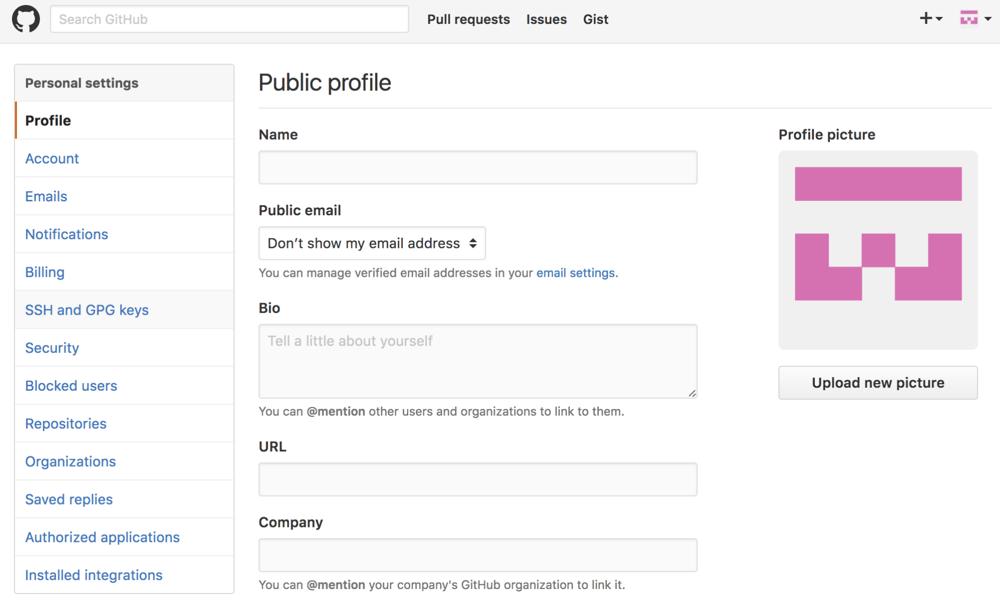 Search GitHub
Pull requests Issues Gist
Personal settings
Profile
Account
Emails
Notifications
Billing
SSH and GPG keys
Security
Blocked users
Repositories
Organizations
Saved replies
Authorized applications
Installed integrations
Public profile
Name
Public email
Don’t show my email address
You can manage verified email addresses in your email settings.
Bio
Tell a little about yourself
You can @mention other users and organizations to link to them.
URL
Company
You can @mention your company's GitHub organization to link it.
Profile picture
Upload new picture